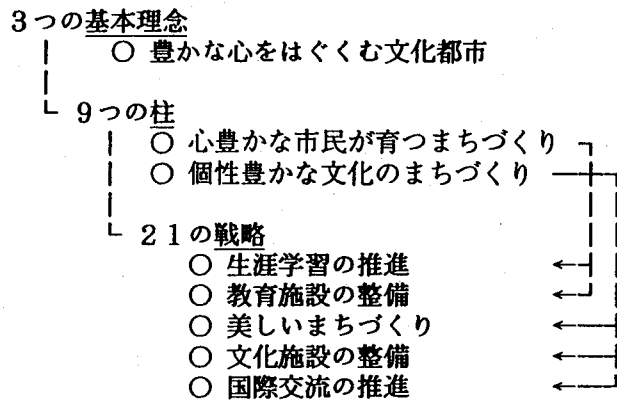 3つの基本理念
○ 豊かな心をはぐくむ文化都市
9つの柱
○ 心豊かな市民が育つまちづくり
○ 個性豊かな文化のまちづくり
21の戦略
○ 生涯学習の推進
○ 教育施設の整備
○ 美しいまちづくり
○ 文化施設の整備
○ 国際交流の推進